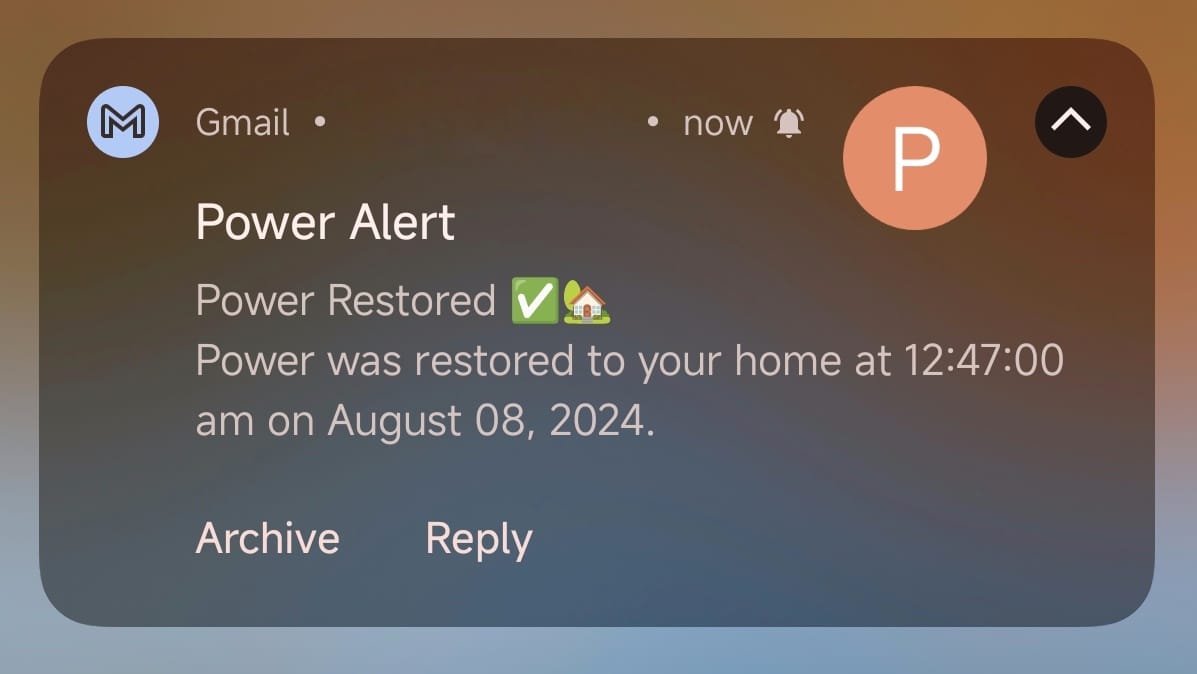 Gmail • • now
P
Power Alert
Power Restored ✅🏡
Power was restored to your home at 12:47:00
am on August 08, 2024.
Archive Reply